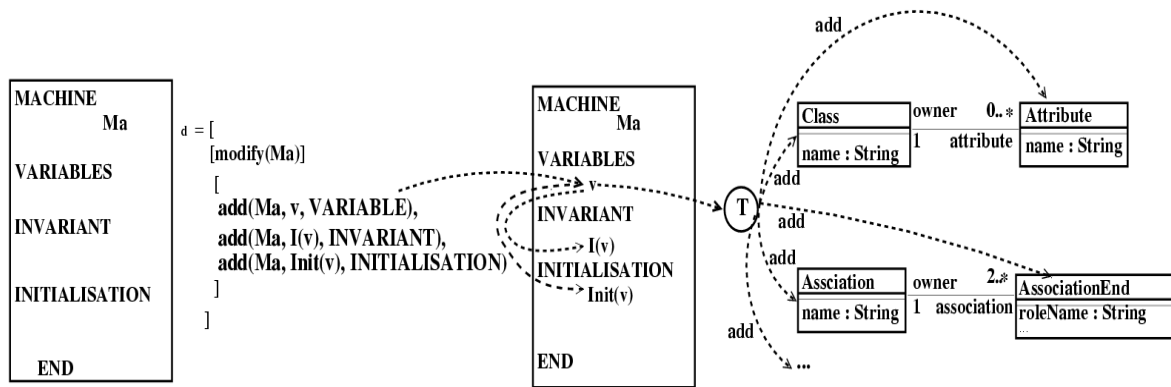 MACHINE
Ma
VARIABLES
INVARIANT
INITIALISATION
END
d = [
[modify(Ma)]
[
add(Ma, v, VARIABLE),
add(Ma, I(v), INVARIANT),
add(Ma, Init(v), INITIALISATION)
]
]
MACHINE
Ma
VARIABLES
v
INVARIANT
I(v)
INITIALISATION
Init(v)
END
T
add
add
add
add
add
Class
name : String
owner
1
0..*
attribute
Attribute
name : String
Assciation
name : String
owner
1
2..*
association
AssociationEnd
roleName : String
...
...